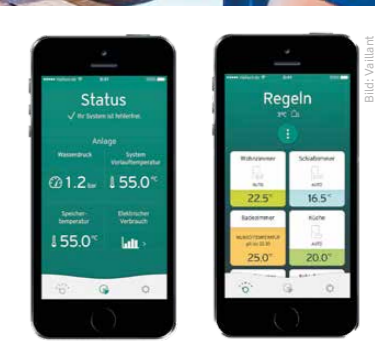 Status
✓ Ihr System ist fehlerfrei.
Anlage
Wasserdruck
System
Vorlauftemperatur
1.2 bar
55.0°C
Speicher-
temperatur
Elektrischer
Verbrauch
55.0°C
Regeln
Wohnzimmer
Schlafzimmer
AUTO
AUTO
22.5°
16.5°
Badezimmer
Küche
AUTO
25.0°
20.0°
Bild: Vaillant